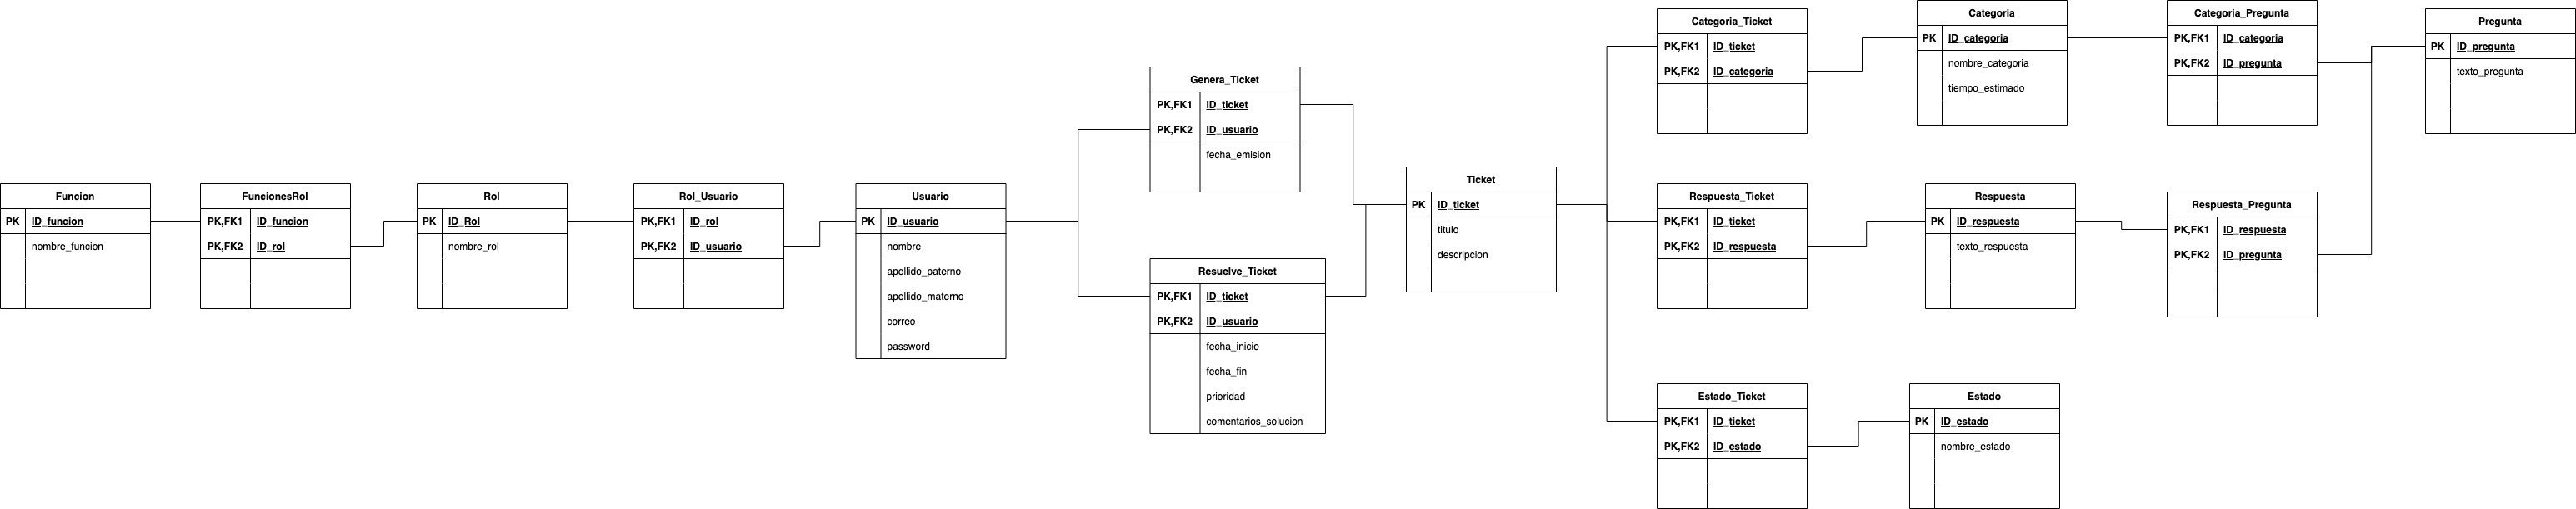 Funcion
PK ID_funcion
nombre_funcion
FuncionesRol
PK,FK1 ID_funcion
PK,FK2 ID_rol
Rol
PK ID_Rol
nombre_rol
Rol_Usuario
PK,FK1 ID_rol
PK,FK2 ID_usuario
Usuario
PK ID_usuario
nombre
apellido_paterno
apellido_materno
correo
password
Genera_TIcket
PK,FK1 ID_ticket
PK,FK2 ID_usuario
fecha_emision
Resuelve_Ticket
PK,FK1 ID_ticket
PK,FK2 ID_usuario
fecha_inicio
fecha_fin
prioridad
comentarios_solucion
Ticket
PK ID_ticket
titulo
descripcion
Categoria_Ticket
PK,FK1 ID_ticket
PK,FK2 ID_categoria
Categoria
PK ID_categoria
nombre_categoria
tiempo_estimado
Categoria_Pregunta
PK,FK1 ID_categoria
PK,FK2 ID_pregunta
Pregunta
PK ID_pregunta
texto_pregunta
Respuesta_Ticket
PK,FK1 ID_ticket
PK,FK2 ID_respuesta
Respuesta
PK ID_respuesta
texto_respuesta
Respuesta_Pregunta
PK,FK1 ID_respuesta
PK,FK2 ID_pregunta
Estado_Ticket
PK,FK1 ID_ticket
PK,FK2 ID_estado
Estado
PK ID_estado
nombre_estado